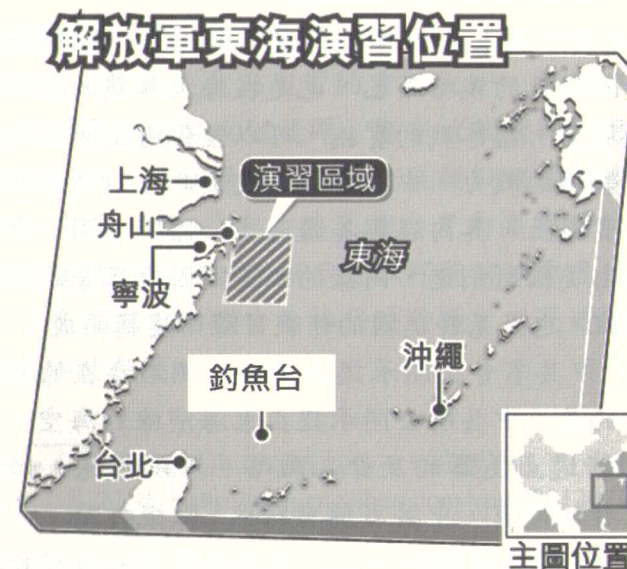 解放軍東海演習位置
上海
演習區域
舟山
東海
寧波
釣魚台
沖繩
台北
主圖位置